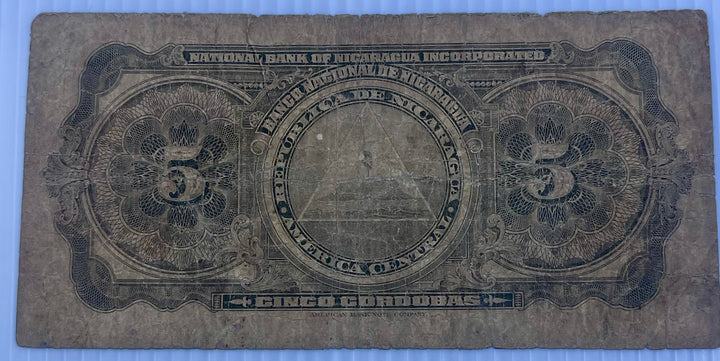 NATIONAL BANK OF NICARAGUA INCORPORATED
BANCO NACIONAL DE NICARAGUA
REPUBLICA DE NICARAGUA
AMERICA CENTRAL
5
5
CINCO CORDOBAS
AMERICAN BANK NOTE COMPANY